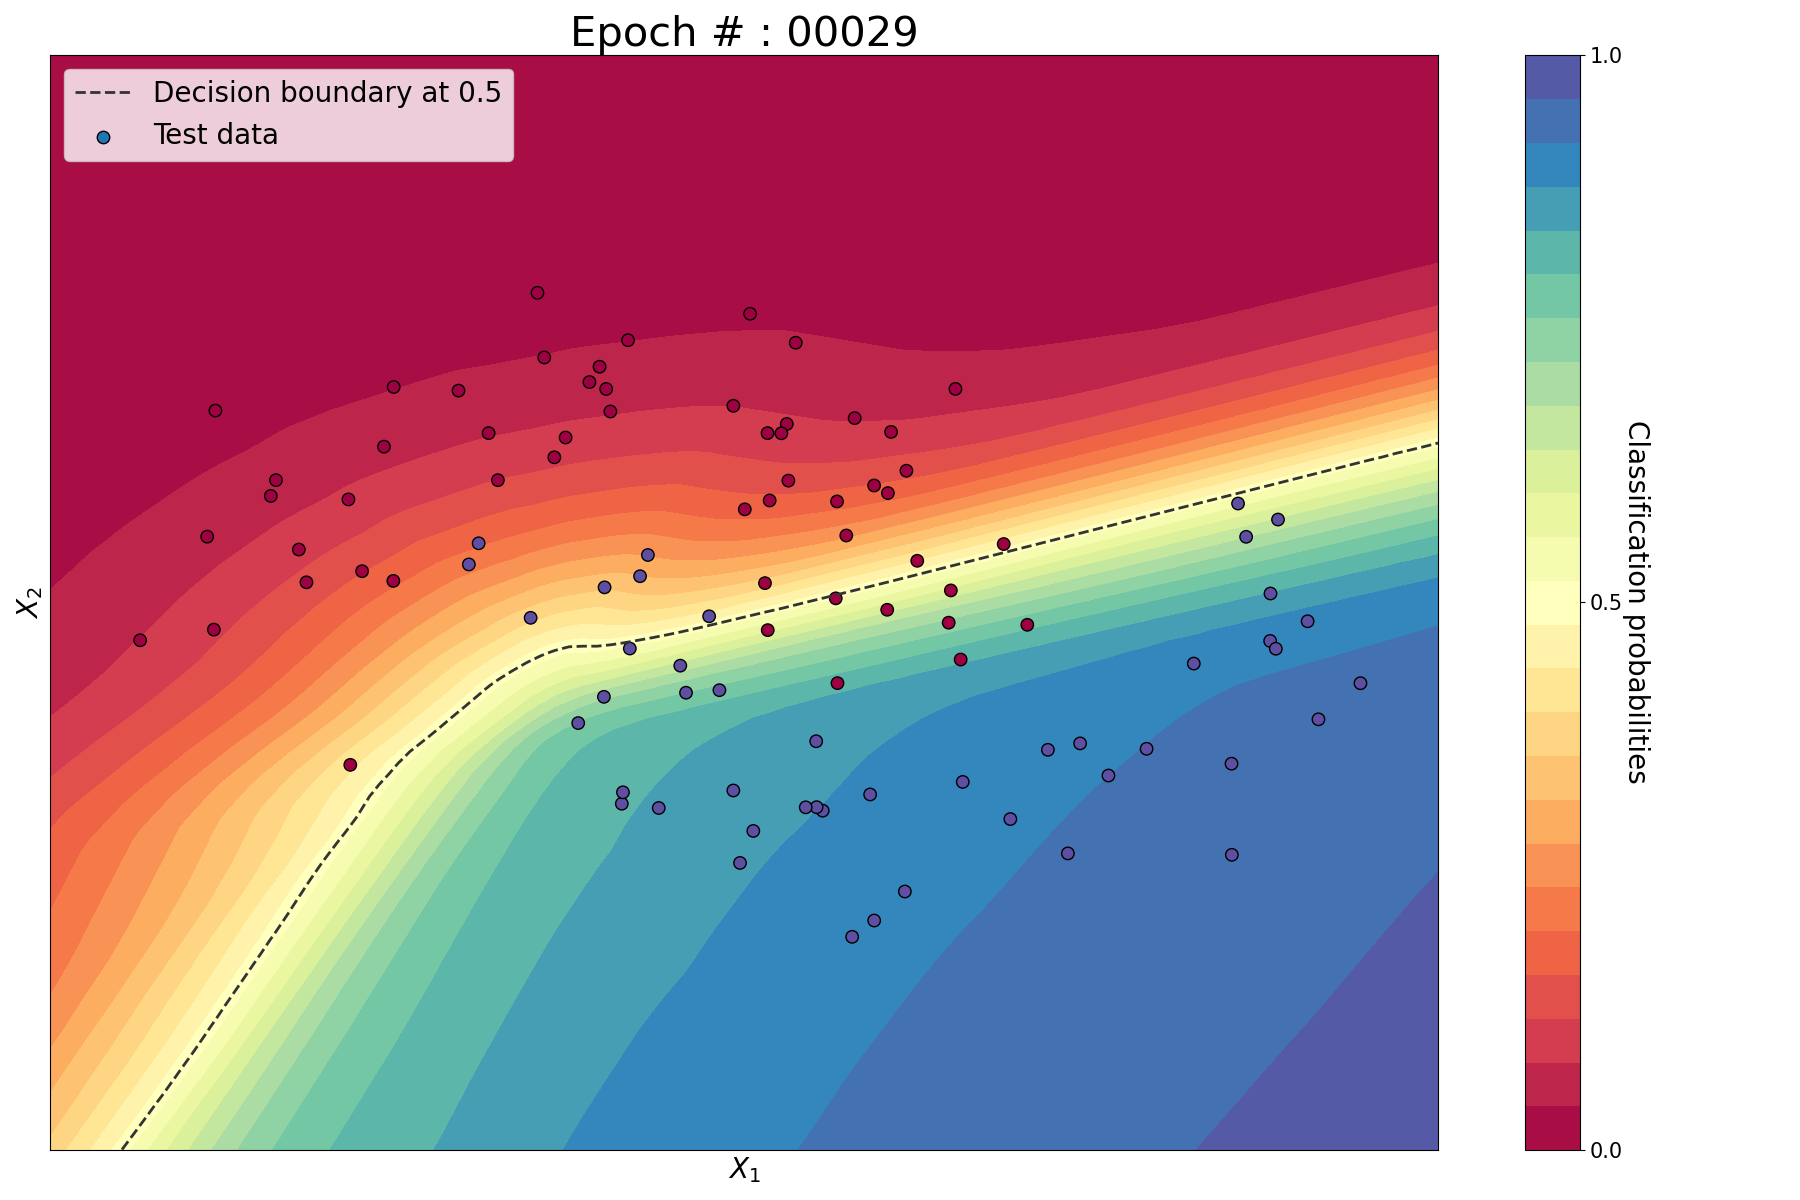 Epoch # : 00029
Decision boundary at 0.5
Test data
X₂
X₁
1.0
0.5
0.0
Classification probabilities